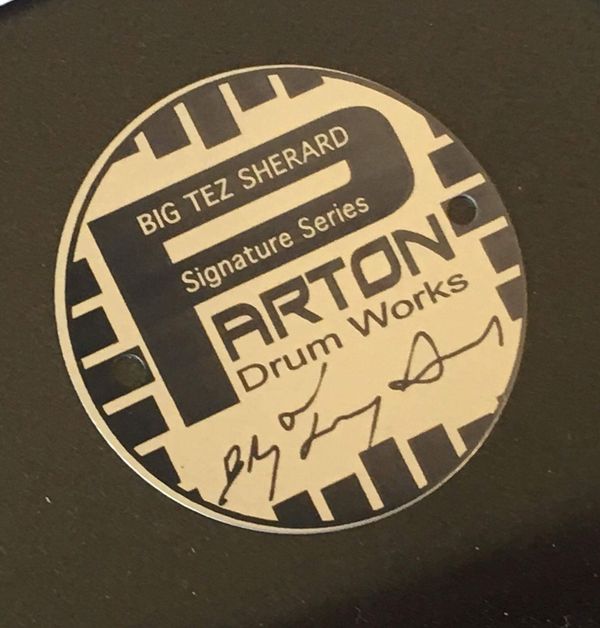 BIG TEZ SHERARD
Signature Series
PARTON
Drum Works